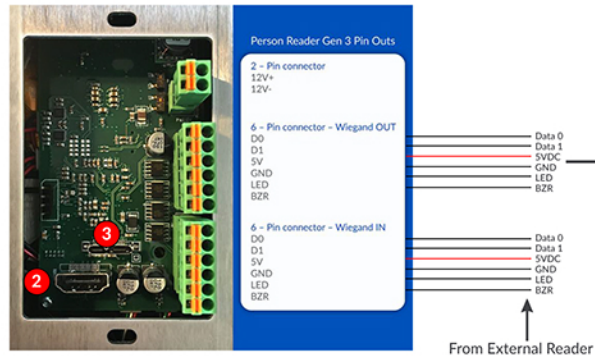 Person Reader Gen 3 Pin Outs
2 – Pin connector
12V+
12V-
6 – Pin connector – Wiegand OUT
D0
D1
5V
GND
LED
BZR
Data 0
Data 1
5VDC
GND
LED
BZR
6 – Pin connector – Wiegand IN
D0
D1
5V
GND
LED
BZR
Data 0
Data 1
5VDC
GND
LED
BZR
3
2
From External Reader